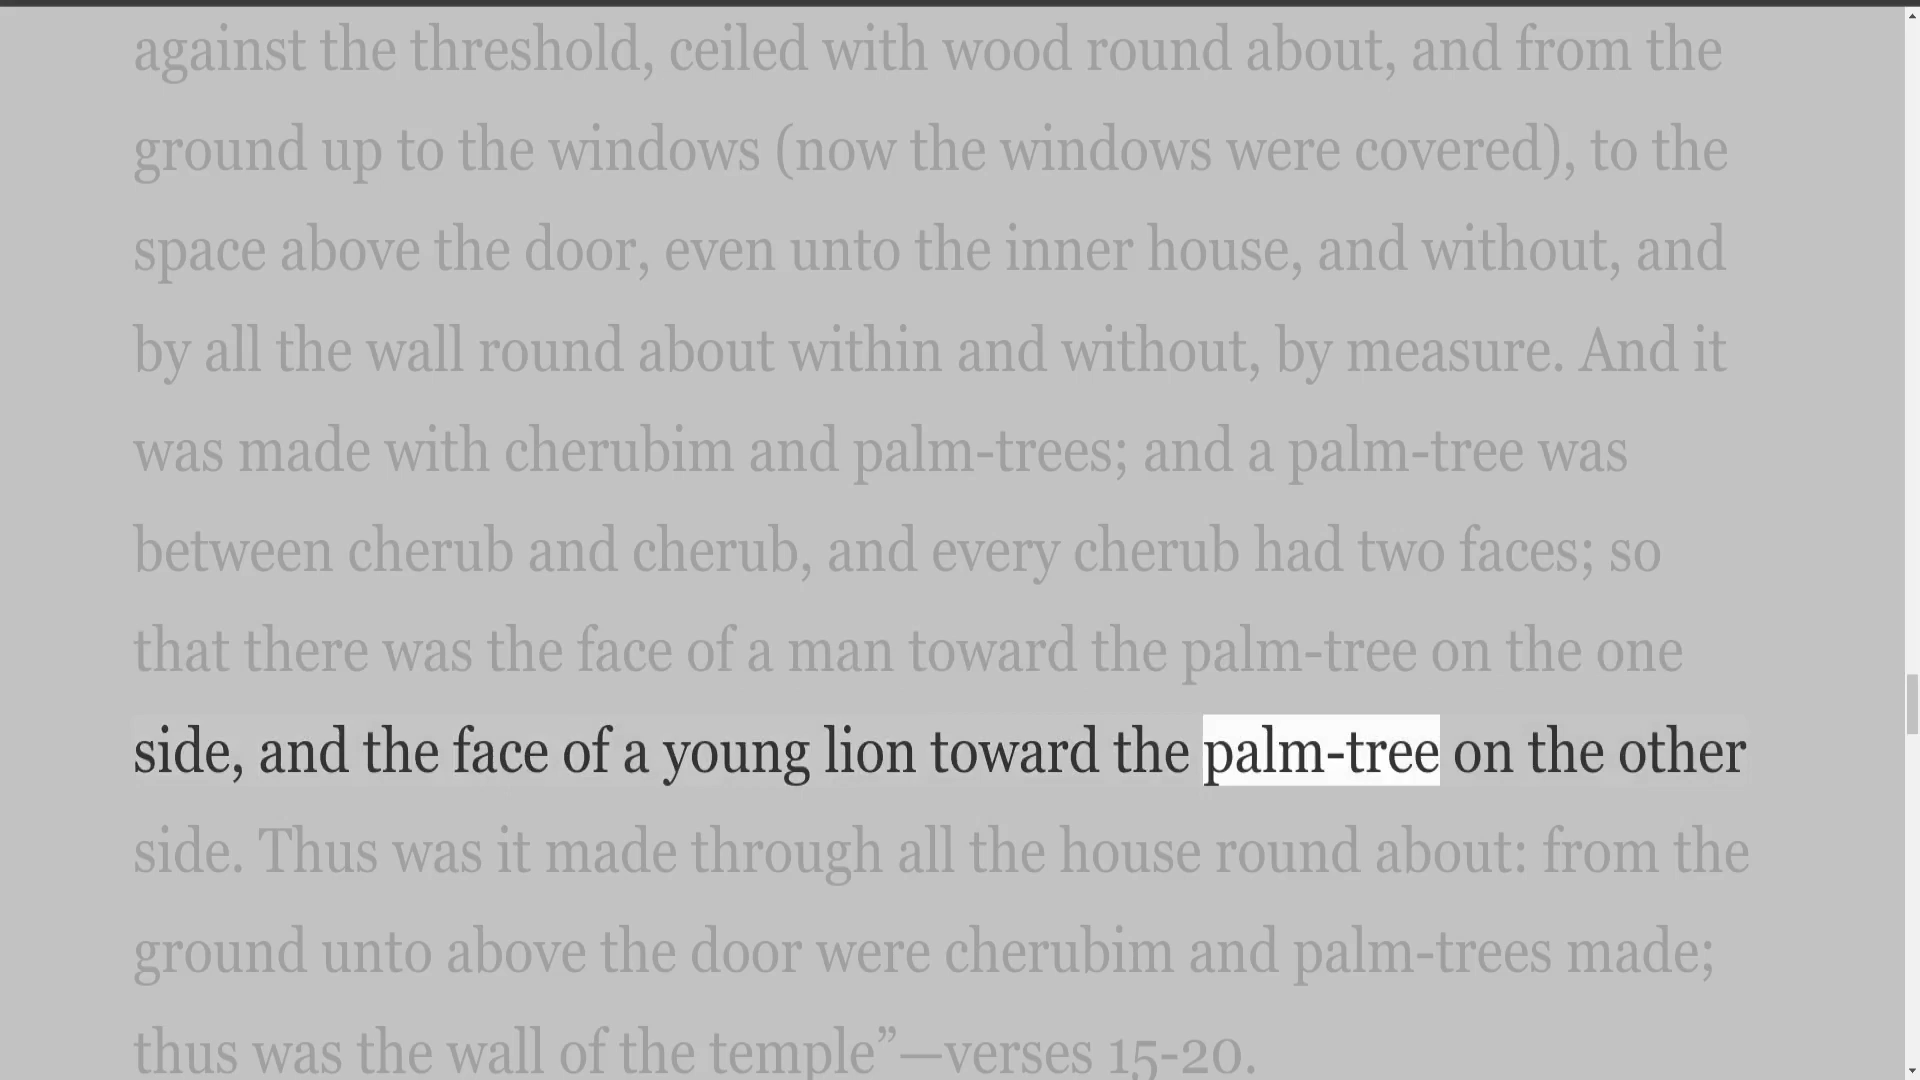 against the threshold, ceiled with wood round about, and from the
ground up to the windows (now the windows were covered), to the
space above the door, even unto the inner house, and without, and
by all the wall round about within and without, by measure. And it
was made with cherubim and palm-trees; and a palm-tree was
between cherub and cherub, and every cherub had two faces; so
that there was the face of a man toward the palm-tree on the one
side, and the face of a young lion toward the palm-tree on the other
side. Thus was it made through all the house round about: from the
ground unto above the door were cherubim and palm-trees made;
thus was the wall of the temple”—verses 15-20.